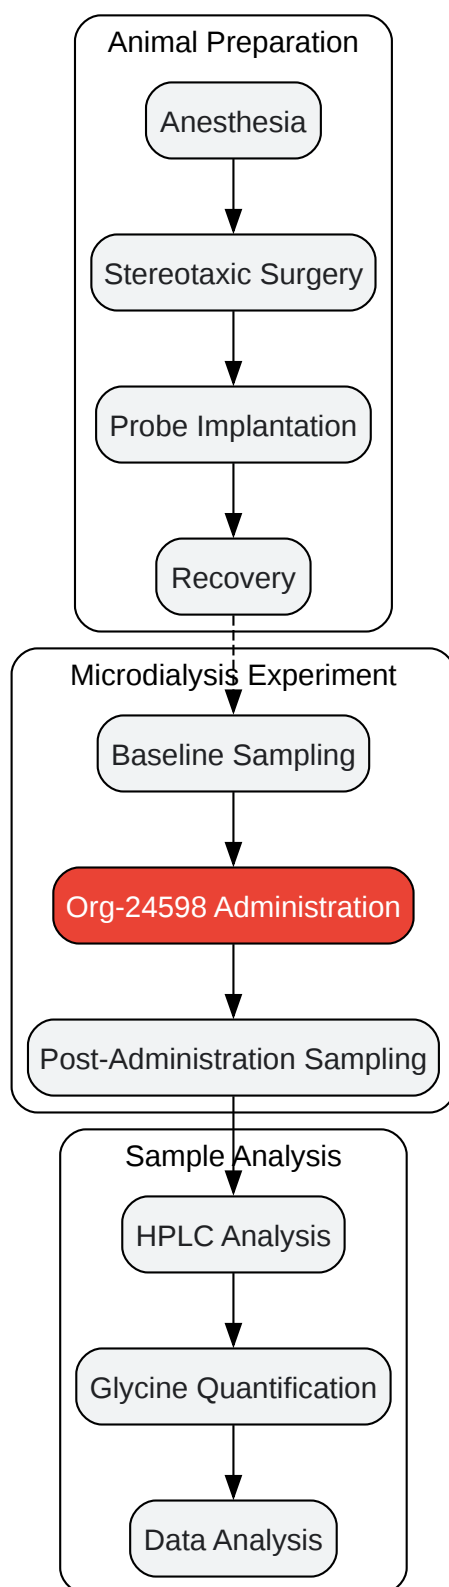 Animal Preparation
Anesthesia
Stereotaxic Surgery
Probe Implantation
Recovery
Microdialysis Experiment
Baseline Sampling
Org-24598 Administration
Post-Administration Sampling
Sample Analysis
HPLC Analysis
Glycine Quantification
Data Analysis